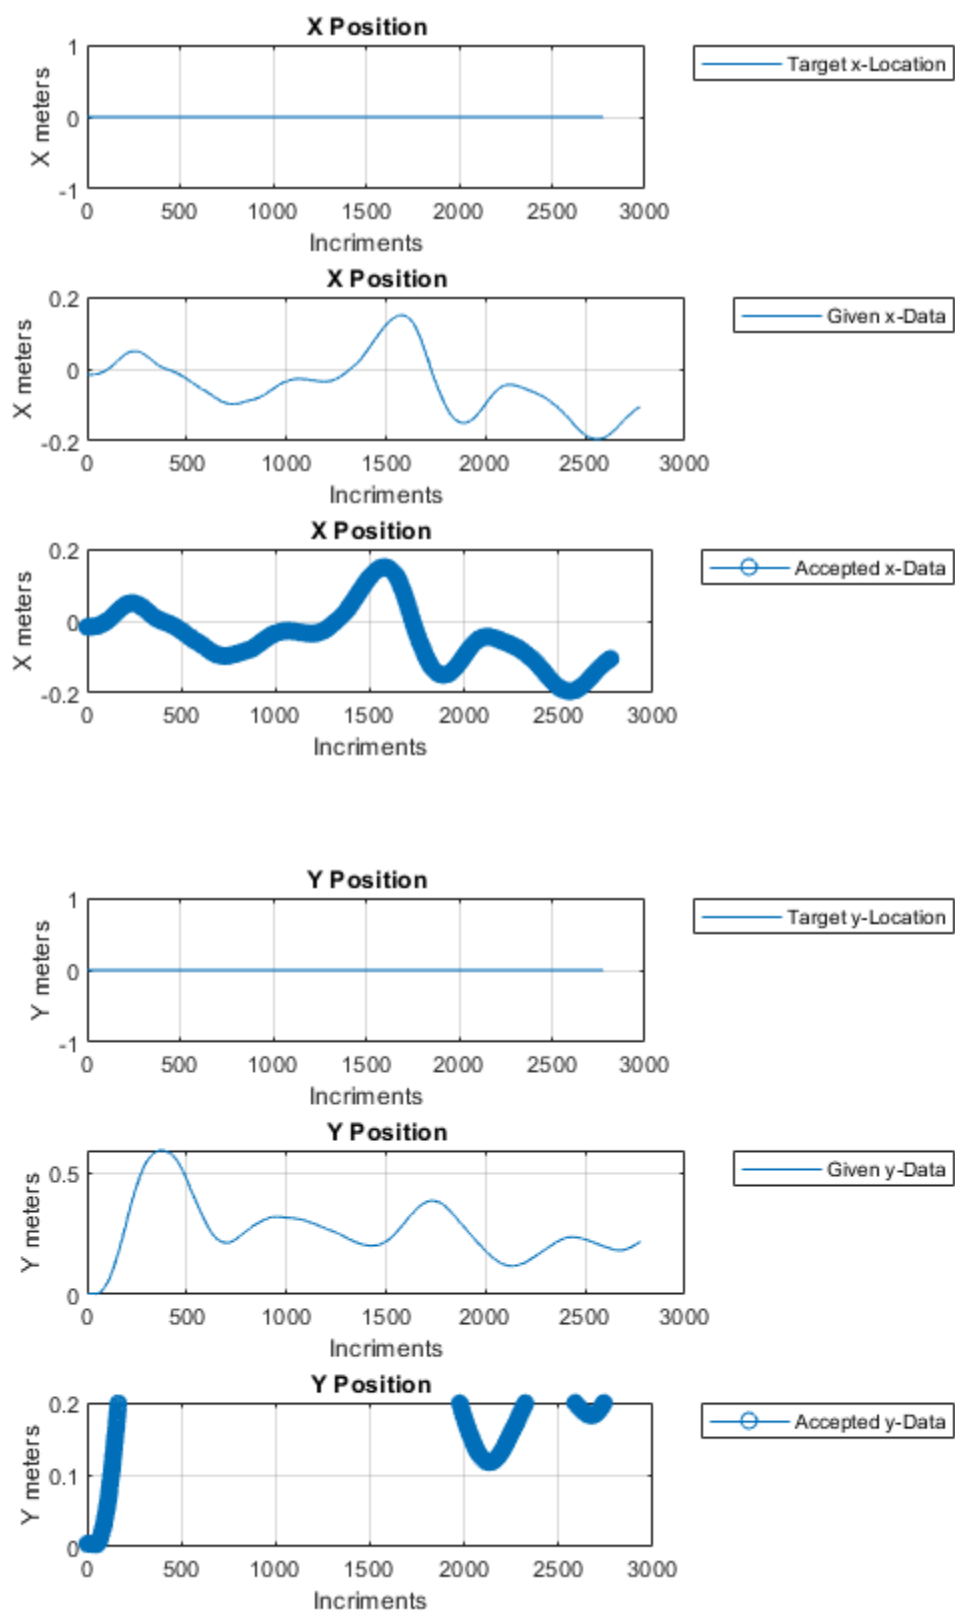 X Position
1
0
-1
X meters
0 500 1000 1500 2000 2500 3000
Incriments
Target x-Location
X Position
0.2
0
-0.2
X meters
0 500 1000 1500 2000 2500 3000
Incriments
Given x-Data
X Position
0.2
0
-0.2
X meters
0 500 1000 1500 2000 2500 3000
Incriments
Accepted x-Data
Y Position
1
0
-1
Y meters
0 500 1000 1500 2000 2500 3000
Incriments
Target y-Location
Y Position
0.5
0
Y meters
0 500 1000 1500 2000 2500 3000
Incriments
Given y-Data
Y Position
0.2
0.1
0
Y meters
0 500 1000 1500 2000 2500 3000
Incriments
Accepted y-Data